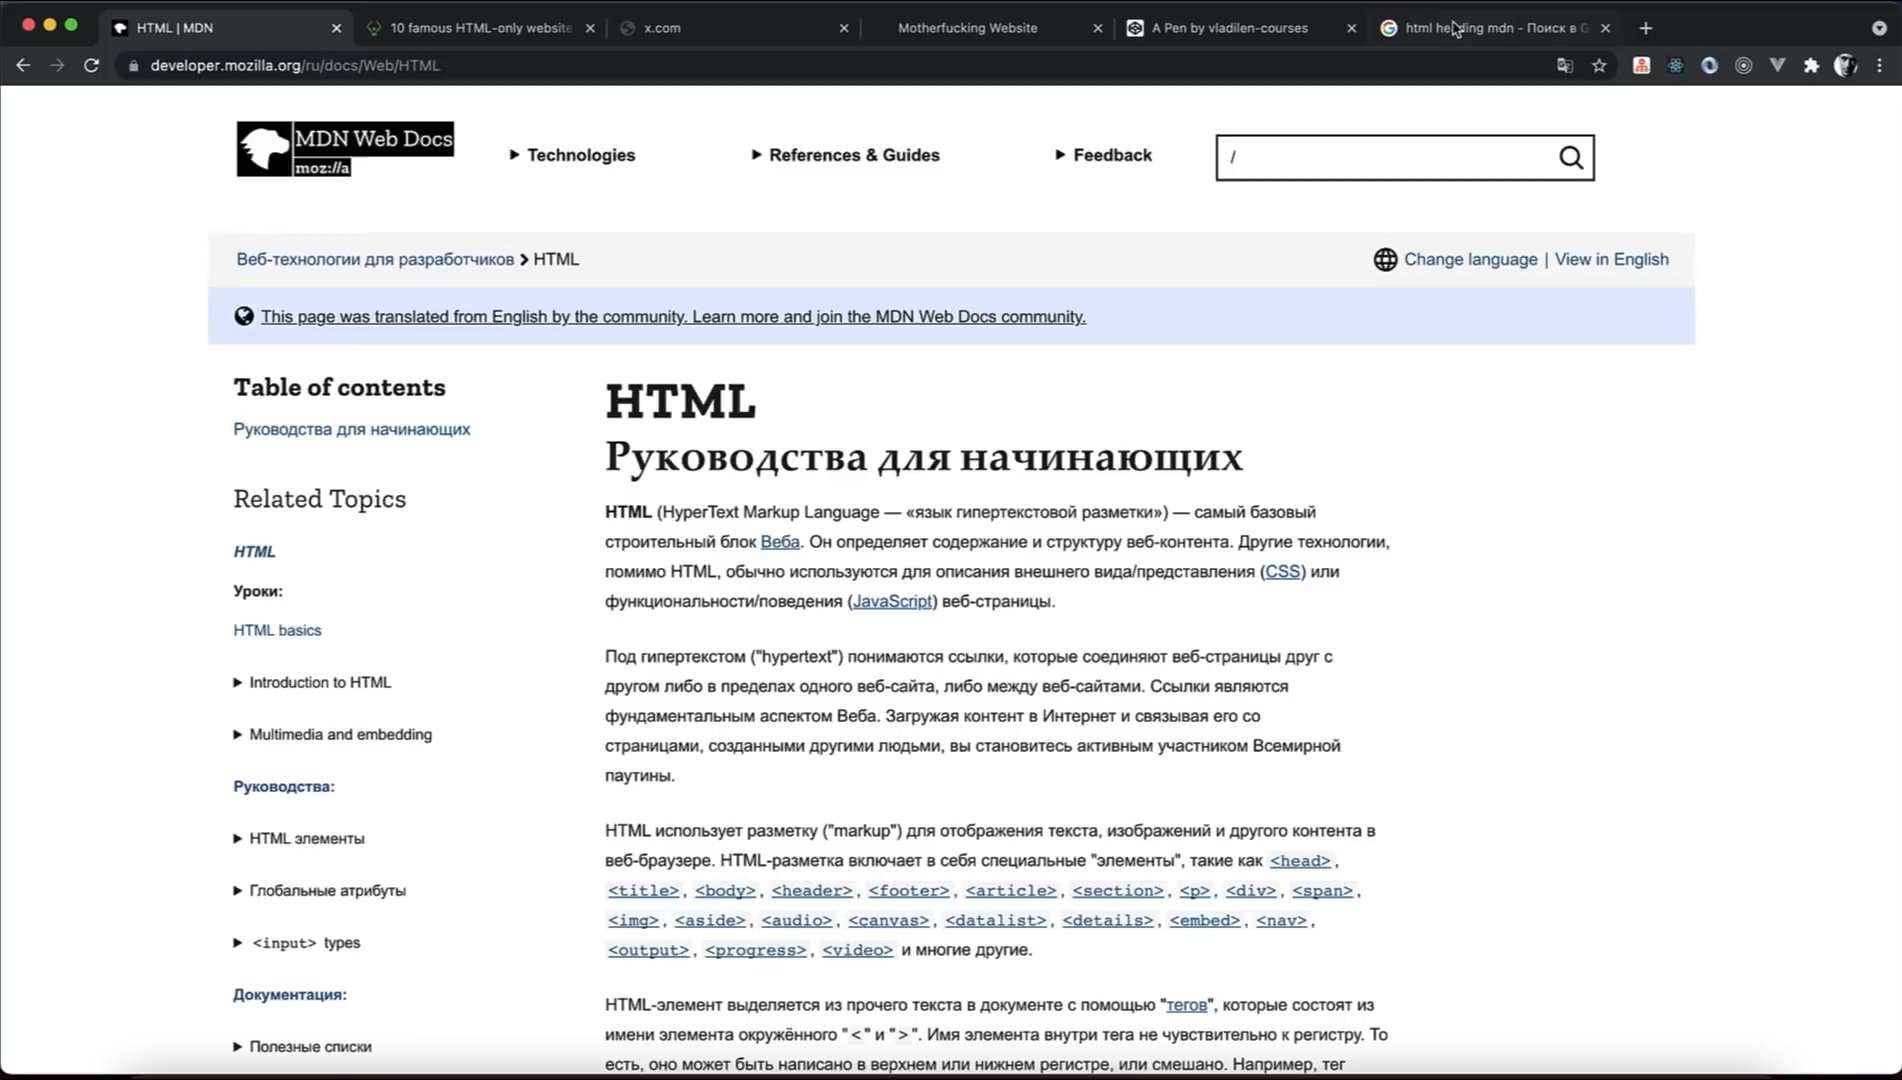 HTML | MDN
10 famous HTML-only website
x.com
Motherfucking Website
A Pen by vladilen-courses
html heading mdn - Поиск в G
developer.mozilla.org/ru/docs/Web/HTML
MDN Web Docs
moz://a
Technologies
References & Guides
Feedback
/
Веб-технологии для разработчиков > HTML
Change language | View in English
This page was translated from English by the community. Learn more and join the MDN Web Docs community.
Table of contents
Руководства для начинающих
Related Topics
HTML
Уроки:
HTML basics
Introduction to HTML
Multimedia and embedding
Руководства:
HTML элементы
Глобальные атрибуты
<input> types
Документация:
Полезные списки
HTML
Руководства для начинающих
HTML (HyperText Markup Language — «язык гипертекстовой разметки») — самый базовый
строительный блок Веба. Он определяет содержание и структуру веб-контента. Другие технологии,
помимо HTML, обычно используются для описания внешнего вида/представления (CSS) или
функциональности/поведения (JavaScript) веб-страницы.
Под гипертекстом ("hypertext") понимаются ссылки, которые соединяют веб-страницы друг с
другом либо в пределах одного веб-сайта, либо между веб-сайтами. Ссылки являются
фундаментальным аспектом Веба. Загружая контент в Интернет и связывая его со
страницами, созданными другими людьми, вы становитесь активным участником Всемирной
паутины.
HTML использует разметку ("markup") для отображения текста, изображений и другого контента в
веб-браузере. HTML-разметка включает в себя специальные "элементы", такие как <head>,
<title>, <body>, <header>, <footer>, <article>, <section>, <p>, <div>, <span>,
<img>, <aside>, <audio>, <canvas>, <datalist>, <details>, <embed>, <nav>,
<output>, <progress>, <video> и многие другие.
HTML-элемент выделяется из прочего текста в документе с помощью "тегов", которые состоят из
имени элемента окружённого "<" и ">". Имя элемента внутри тега не чувствительно к регистру. То
есть, оно может быть написано в верхнем или нижнем регистре, или смешано. Например, тег